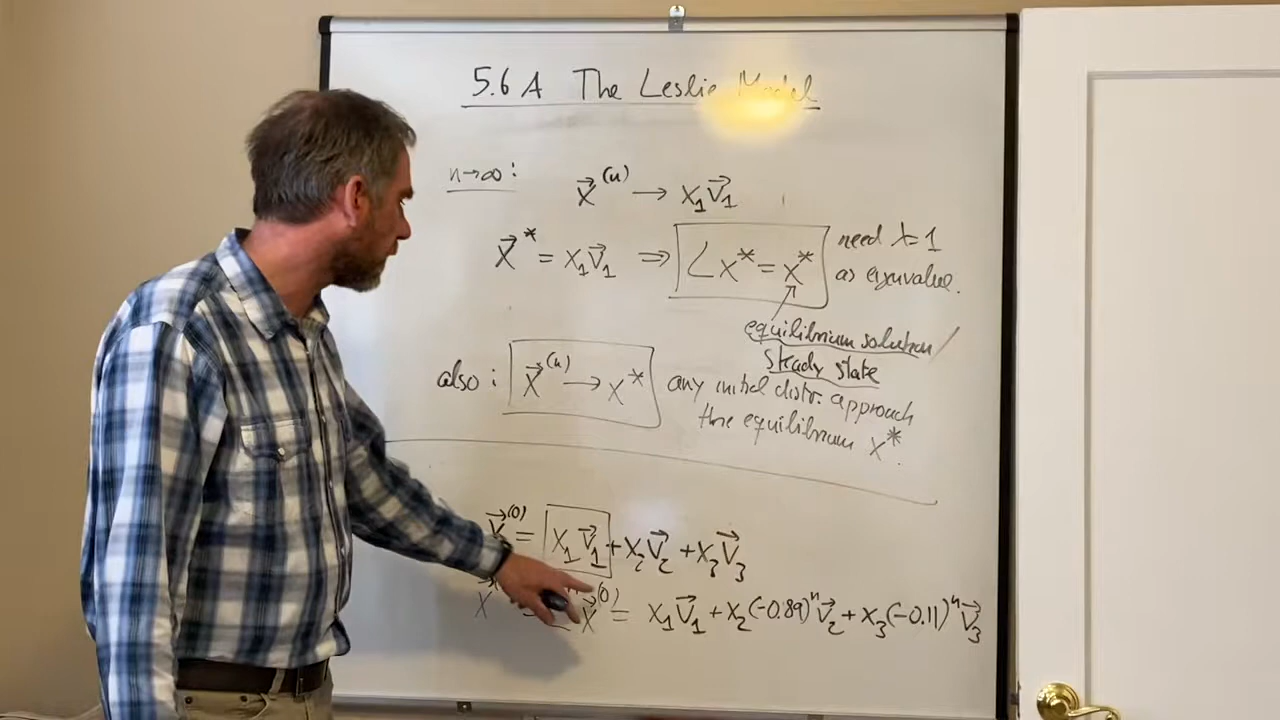 5.6 A The Leslie Model
n→∞: x⃗⁽ⁿ⁾ → x₁v⃗₁
x⃗* = x₁v⃗₁ ⇒ L x* = x* need λ=1
as eigenvalue.
equilibrium solution/
steady state
also: x⃗⁽ⁿ⁾ → x* any initial distr. approach
the equilibrium x*.
x⃗⁽⁰⁾ = x₁v⃗₁ + x₂v⃗₂ + x₃v⃗₃
x⃗ x⃗⁽⁰⁾ = x₁v⃗₁ + x₂(-0.89)ⁿv⃗₂ + x₃(-0.11)ⁿv⃗₃